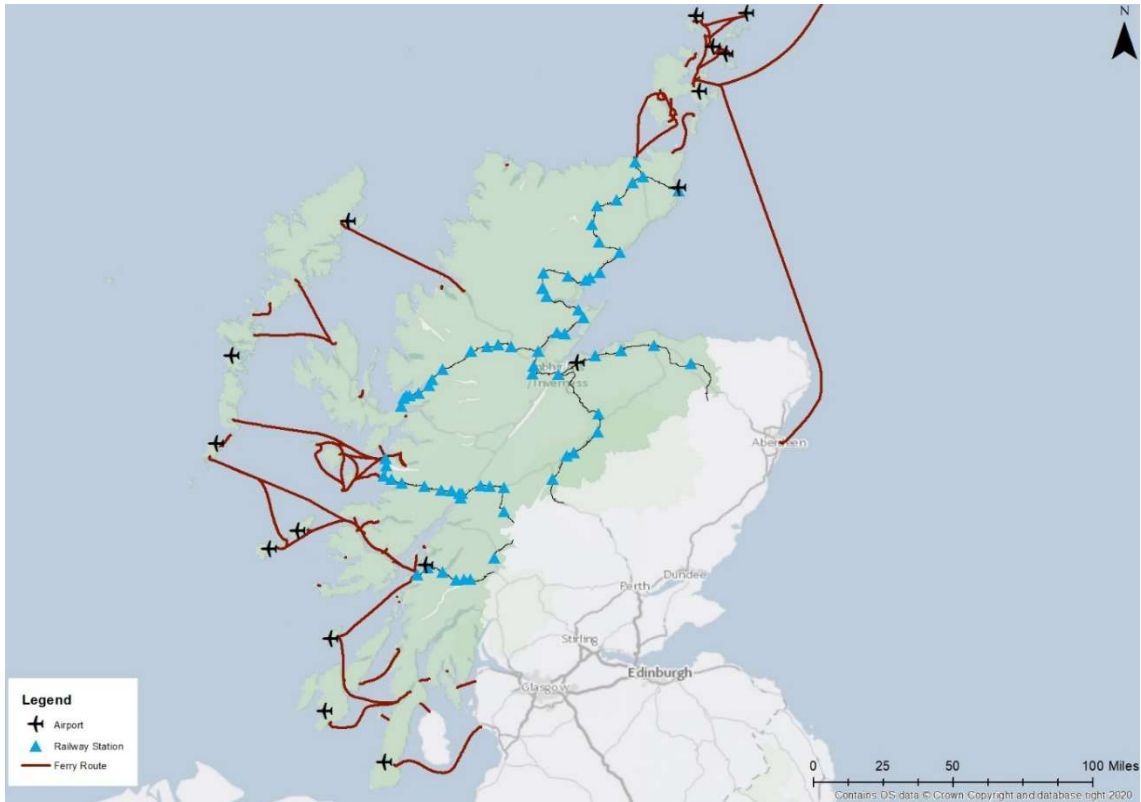 N
Inbhir
/Inverness
Aberdeen
Perth
Dundee
Stirling
Edinburgh
Glasgow
Legend
Airport
Railway Station
Ferry Route
0 25 50 100 Miles
Contains OS data © Crown Copyright and database right 2020